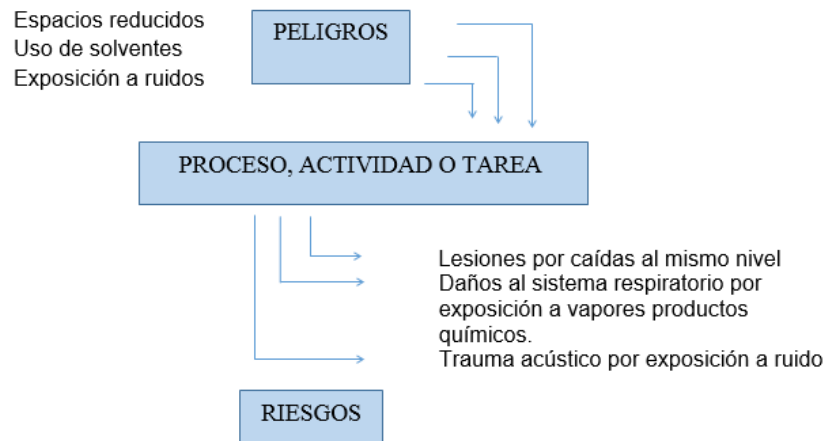 Espacios reducidos
Uso de solventes
Exposición a ruidos
PELIGROS
PROCESO, ACTIVIDAD O TAREA
Lesiones por caídas al mismo nivel
Daños al sistema respiratorio por
exposición a vapores productos
químicos.
Trauma acústico por exposición a ruido
RIESGOS